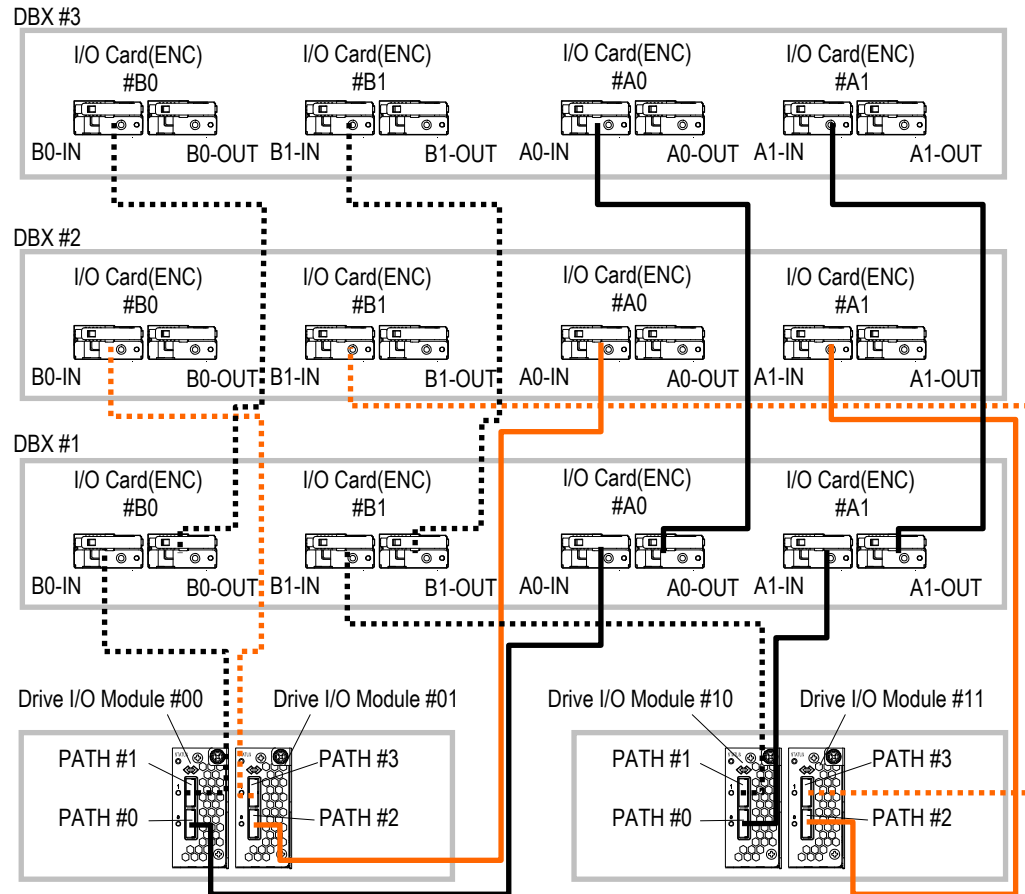 DBX #3
I/O Card(ENC) #B0
I/O Card(ENC) #B1
I/O Card(ENC) #A0
I/O Card(ENC) #A1
B0-IN B0-OUT B1-IN B1-OUT A0-IN A0-OUT A1-IN A1-OUT
DBX #2
I/O Card(ENC) #B0
I/O Card(ENC) #B1
I/O Card(ENC) #A0
I/O Card(ENC) #A1
B0-IN B0-OUT B1-IN B1-OUT A0-IN A0-OUT A1-IN A1-OUT
DBX #1
I/O Card(ENC) #B0
I/O Card(ENC) #B1
I/O Card(ENC) #A0
I/O Card(ENC) #A1
B0-IN B0-OUT B1-IN B1-OUT A0-IN A0-OUT A1-IN A1-OUT
Drive I/O Module #00 Drive I/O Module #01 Drive I/O Module #10 Drive I/O Module #11
PATH #1 PATH #3 PATH #1 PATH #3
PATH #0 PATH #2 PATH #0 PATH #2